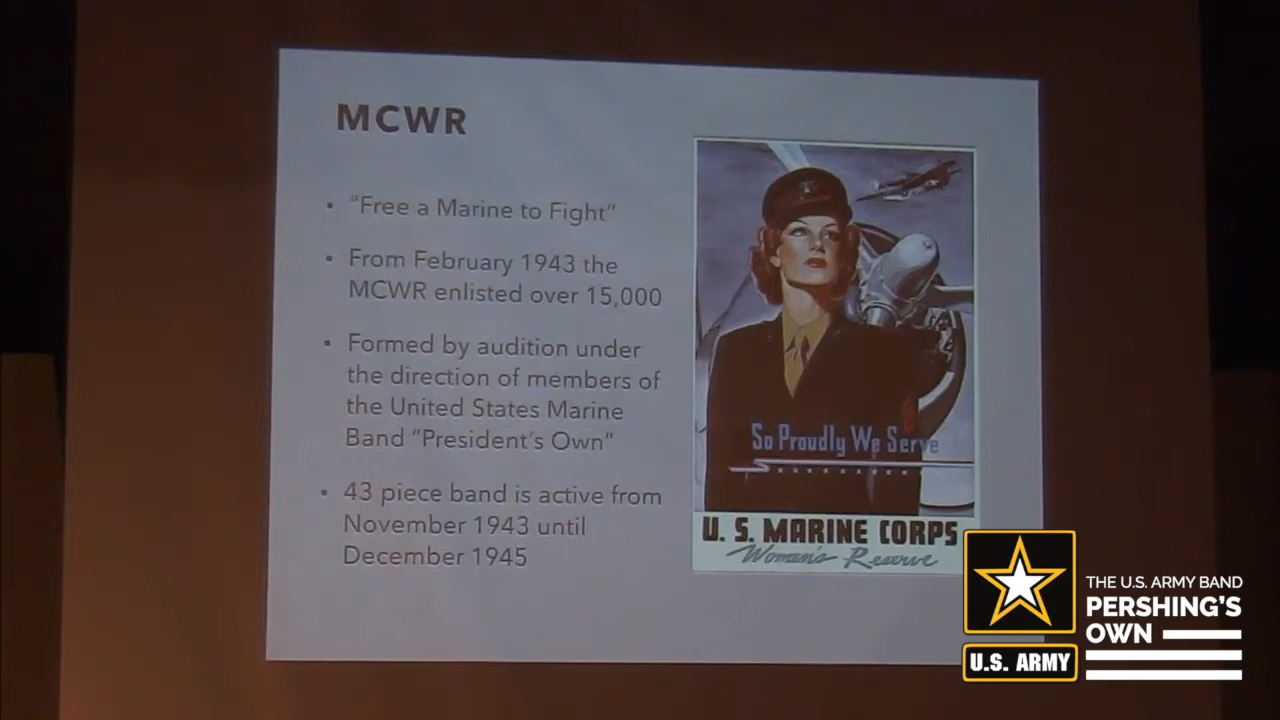 MCWR
• “Free a Marine to Fight”
• From February 1943 the
MCWR enlisted over 15,000
• Formed by audition under
the direction of members of
the United States Marine
Band “President’s Own”
• 43 piece band is active from
November 1943 until
December 1945
So Proudly We Serve
U. S. MARINE CORPS
Women's Reserve
U.S. ARMY
THE U.S. ARMY BAND
PERSHING’S
OWN